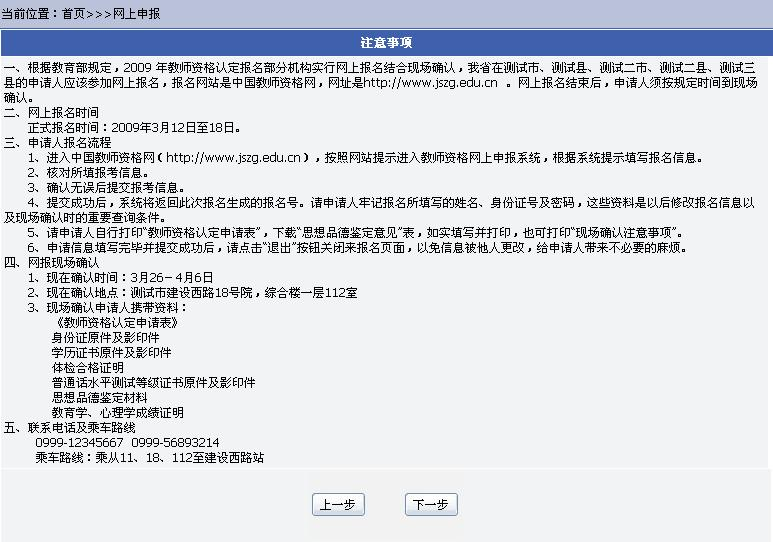 当前位置：首页>>>网上申报
注意事项
一、根据教育部规定，2009 年教师资格认定报名部分机构实行网上报名结合现场确认，我省在测试市、测试县、测试二市、测试二县、测试三
县的申请人应该参加网上报名，报名网站是中国教师资格网，网址是http://www.jszg.edu.cn 。网上报名结束后，申请人须按规定时间到现场
确认。
二、网上报名时间
正式报名时间：2009年3月12日至18日。
三、申请人报名流程
1、进入中国教师资格网（http://www.jszg.edu.cn），按照网站提示进入教师资格网上申报系统，根据系统提示填写报名信息。
2、核对所填报考信息。
3、确认无误后提交报考信息。
4、提交成功后，系统将返回此次报名生成的报名号。请申请人牢记报名所填写的姓名、身份证号及密码，这些资料是以后修改报名信息以
及现场确认时的重要查询条件。
5、请申请人自行打印“教师资格认定申请表”，下载“思想品德鉴定意见”表，如实填写并打印，也可打印“现场确认注意事项”。
6、申请信息填写完毕并提交成功后，请点击“退出”按钮关闭来报名页面，以免信息被他人更改，给申请人带来不必要的麻烦。
四、网报现场确认
1、现在确认时间：3月26－4月6日
2、现在确认地点：测试市建设西路18号院，综合楼一层112室
3、现场确认申请人携带资料：
《教师资格认定申请表》
身份证原件及影印件
学历证书原件及影印件
体检合格证明
普通话水平测试等级证书原件及影印件
思想品德鉴定材料
教育学、心理学成绩证明
五、联系电话及乘车路线
0999-12345667 0999-56893214
乘车路线：乘从11、18、112至建设西路站
上一步 下一步